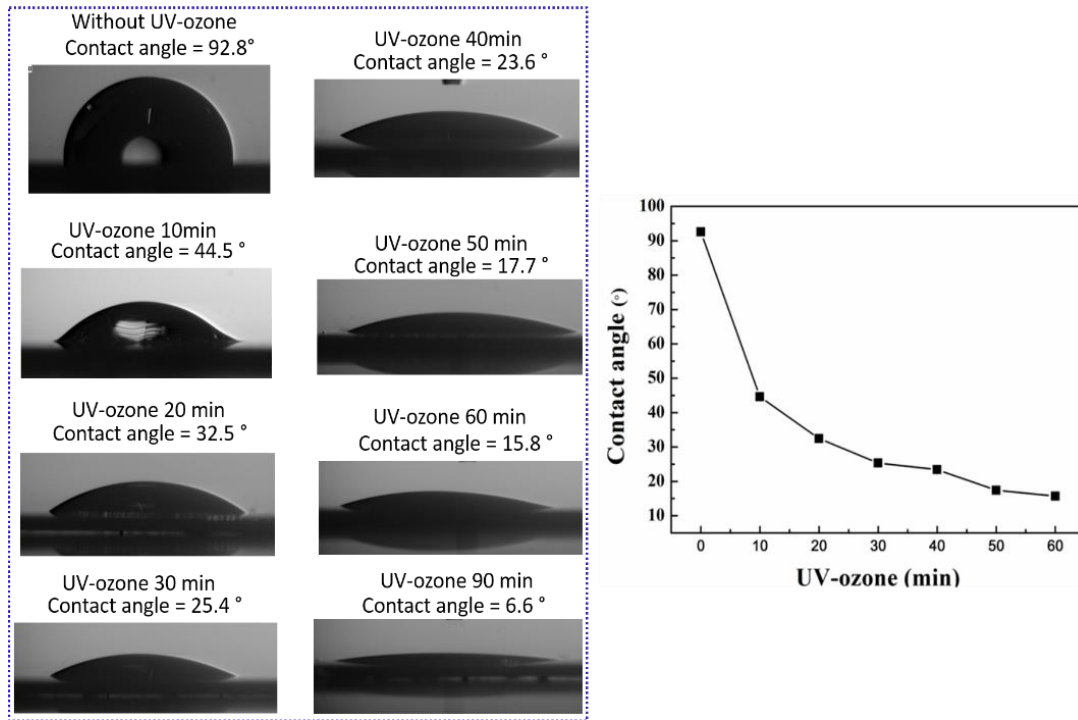 Without UV-ozone
Contact angle = 92.8°
UV-ozone 10min
Contact angle = 44.5 °
UV-ozone 20 min
Contact angle = 32.5 °
UV-ozone 30 min
Contact angle = 25.4 °
UV-ozone 40min
Contact angle = 23.6 °
UV-ozone 50 min
Contact angle = 17.7 °
UV-ozone 60 min
Contact angle = 15.8 °
UV-ozone 90 min
Contact angle = 6.6 °
Contact angle (°)
100
90
80
70
60
50
40
30
20
10
0 10 20 30 40 50 60
UV-ozone (min)